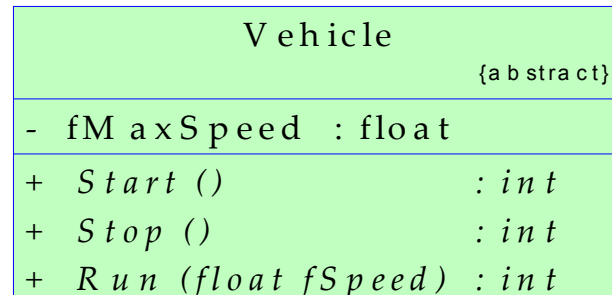 Vehicle
{abstract}
- fMaxSpeed : float
+ Start () : int
+ Stop () : int
+ Run (float fSpeed) : int